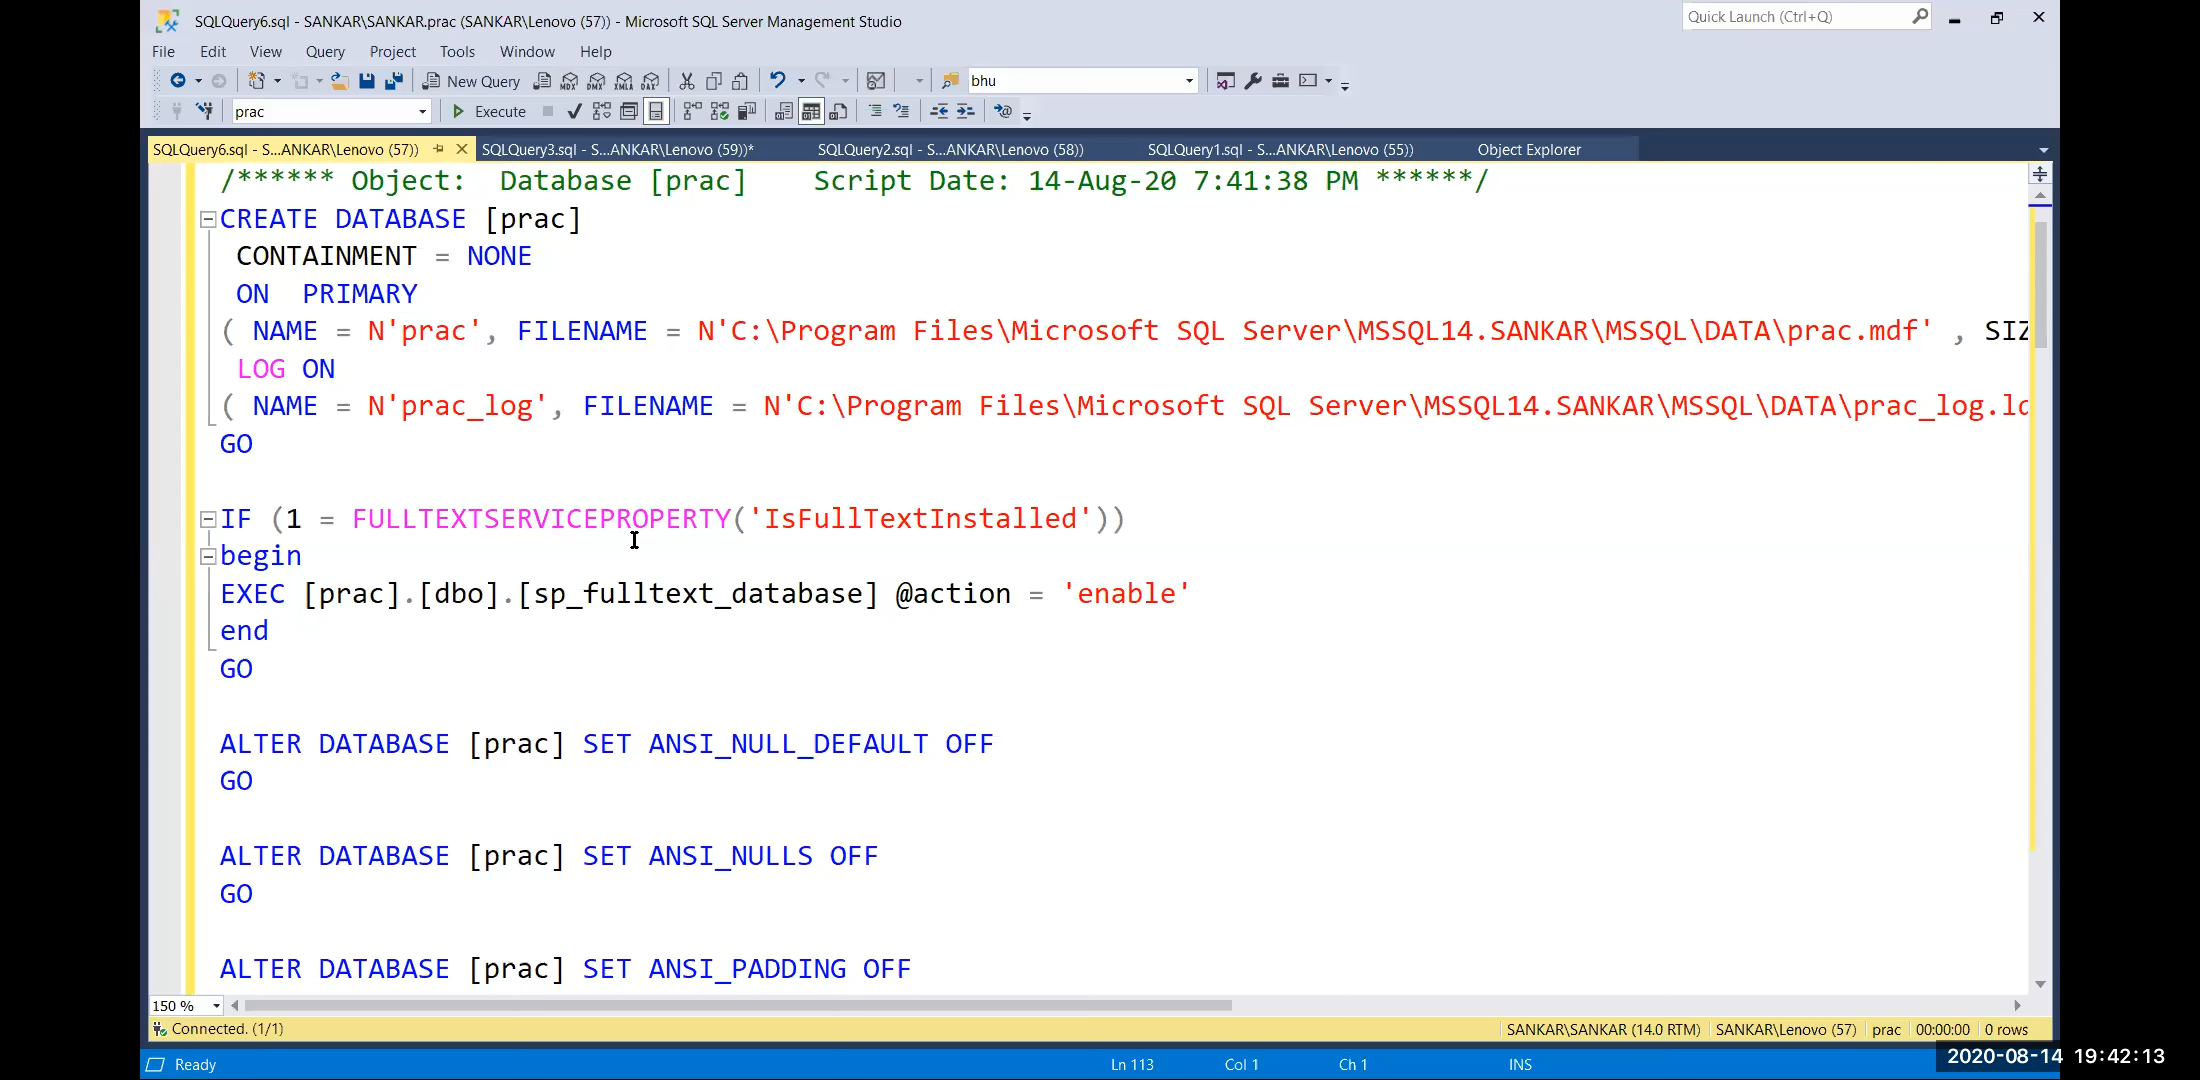 SQLQuery6.sql - SANKAR\SANKAR.prac (SANKAR\Lenovo (57)) - Microsoft SQL Server Management Studio
Quick Launch (Ctrl+Q)
File Edit View Query Project Tools Window Help
New Query MDX DMX XMLA DAX bhu
prac Execute
SQLQuery6.sql - S...ANKAR\Lenovo (57)) SQLQuery3.sql - S...ANKAR\Lenovo (59))* SQLQuery2.sql - S...ANKAR\Lenovo (58)) SQLQuery1.sql - S...ANKAR\Lenovo (55)) Object Explorer
/****** Object:  Database [prac]    Script Date: 14-Aug-20 7:41:38 PM ******/
CREATE DATABASE [prac]
CONTAINMENT = NONE
ON  PRIMARY
( NAME = N'prac', FILENAME = N'C:\Program Files\Microsoft SQL Server\MSSQL14.SANKAR\MSSQL\DATA\prac.mdf' , SIZ
LOG ON
( NAME = N'prac_log', FILENAME = N'C:\Program Files\Microsoft SQL Server\MSSQL14.SANKAR\MSSQL\DATA\prac_log.ld
GO
IF (1 = FULLTEXTSERVICEPROPERTY('IsFullTextInstalled'))
begin
EXEC [prac].[dbo].[sp_fulltext_database] @action = 'enable'
end
GO
ALTER DATABASE [prac] SET ANSI_NULL_DEFAULT OFF
GO
ALTER DATABASE [prac] SET ANSI_NULLS OFF
GO
ALTER DATABASE [prac] SET ANSI_PADDING OFF
150 %
Connected. (1/1) SANKAR\SANKAR (14.0 RTM) SANKAR\Lenovo (57) prac 00:00:00 0 rows
Ready Ln 113 Col 1 Ch 1 INS
2020-08-14 19:42:13